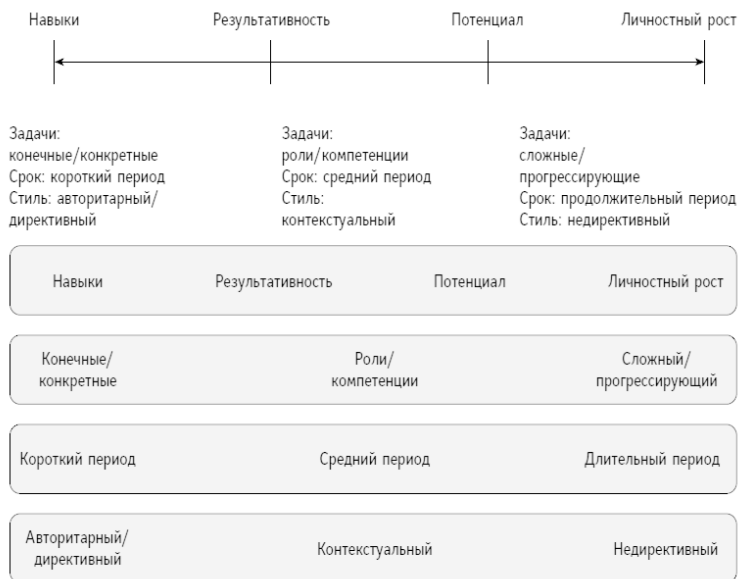 Навыки Результативность Потенциал Личностный рост
Задачи:
конечные/конкретные
Срок: короткий период
Стиль: авторитарный/
директивный
Задачи:
роли/компетенции
Срок: средний период
Стиль:
контекстуальный
Задачи:
сложные/
прогрессирующие
Срок: продолжительный период
Стиль: недирективный
Навыки Результативность Потенциал Личностный рост
Конечные/
конкретные
Роли/
компетенции
Сложный/
прогрессирующий
Короткий период Средний период Длительный период
Авторитарный/
директивный
Контекстуальный
Недирективный